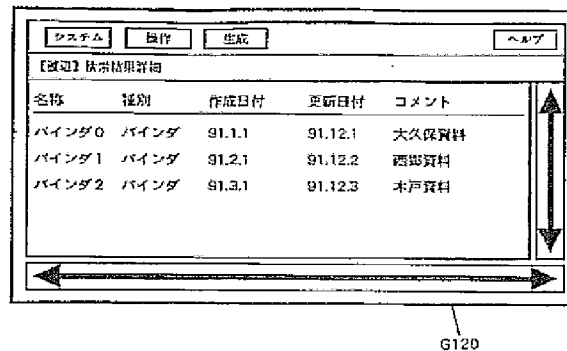 システム 操作 生成 ヘルプ
【渡辺】検索結果詳細
名称 種別 作成日付 更新日付 コメント
バインダ0 バインダ 91.1.1 91.12.1 大久保資料
バインダ1 バインダ 91.2.1 91.12.2 西郷資料
バインダ2 バインダ 91.3.1 91.12.3 木戸資料
G120